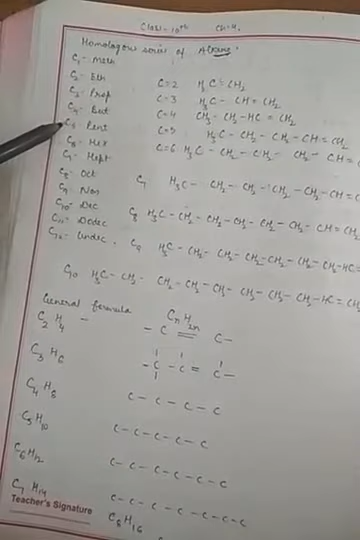 Class - 10th Ch-4.
Homologous series of Alkene.
C1 - Meth
C2 - Eth C=2 H3C=CH2
C3 - Prop C=3 H3C - CH=CH2
C4 - But C=4 CH3-CH2-HC=CH2
C5 Pent C=5 H3C-CH2-CH2-CH=CH2
C6 - Hex C=6 H3C-CH2-CH2-CH2-CH=C
C7 - Hept
C8 - Oct C7 H3C-CH2-CH2-CH2-CH2-CH=C
C9 - Non
C10 - Dec C8 H3C-CH2-CH2-CH2-CH2-CH2-CH=CH2
C11 - Dodec
C12 - Undec. C9 H3C-CH2-CH2-CH2-CH2-CH2-CH2-HC=
C10 H3C-CH2-CH2-CH2-CH2-CH2-CH2-CH2-HC=CH2
General formula CnH2n
C2H4 - -C=C-
C3H6 -C-C=C-
C4H8 C-C-C-C
C5H10 C-C-C-C-C
C6H12 C-C-C-C-C-C
C7H14 C-C-C-C-C-C-C
Teacher's Signature
C8H16